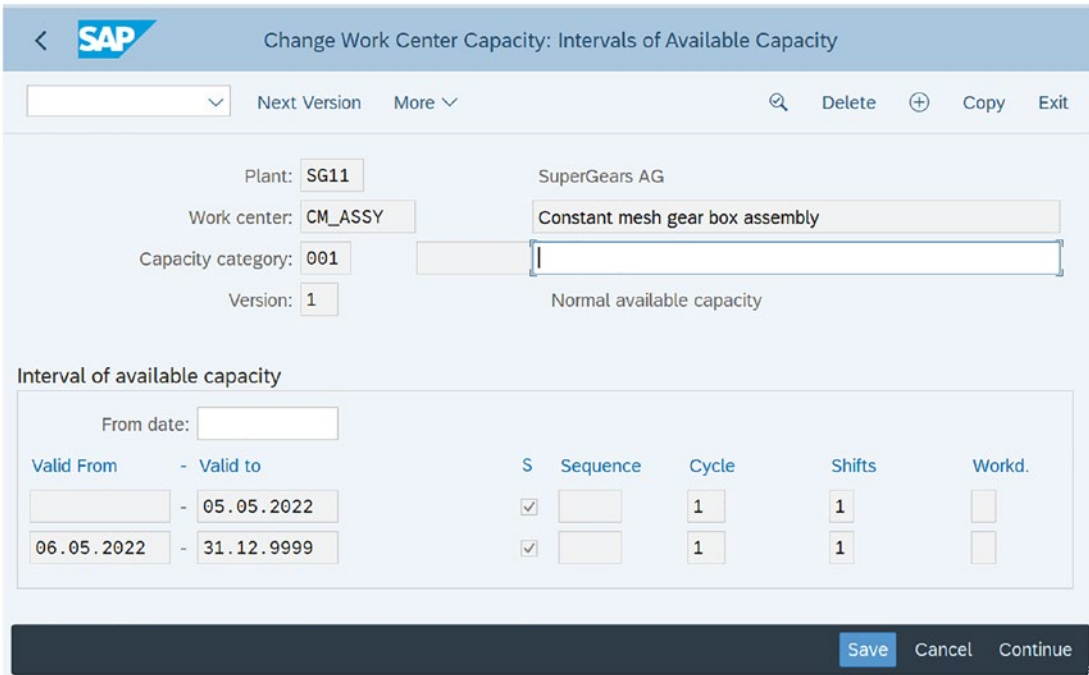 SAP Change Work Center Capacity: Intervals of Available Capacity
Next Version More Delete Copy Exit
Plant: SG11 SuperGears AG
Work center: CM_ASSY Constant mesh gear box assembly
Capacity category: 001
Version: 1 Normal available capacity
Interval of available capacity
From date:
Valid From - Valid to S Sequence Cycle Shifts Workd.
- 05.05.2022 1 1
06.05.2022 - 31.12.9999 1 1
Save Cancel Continue